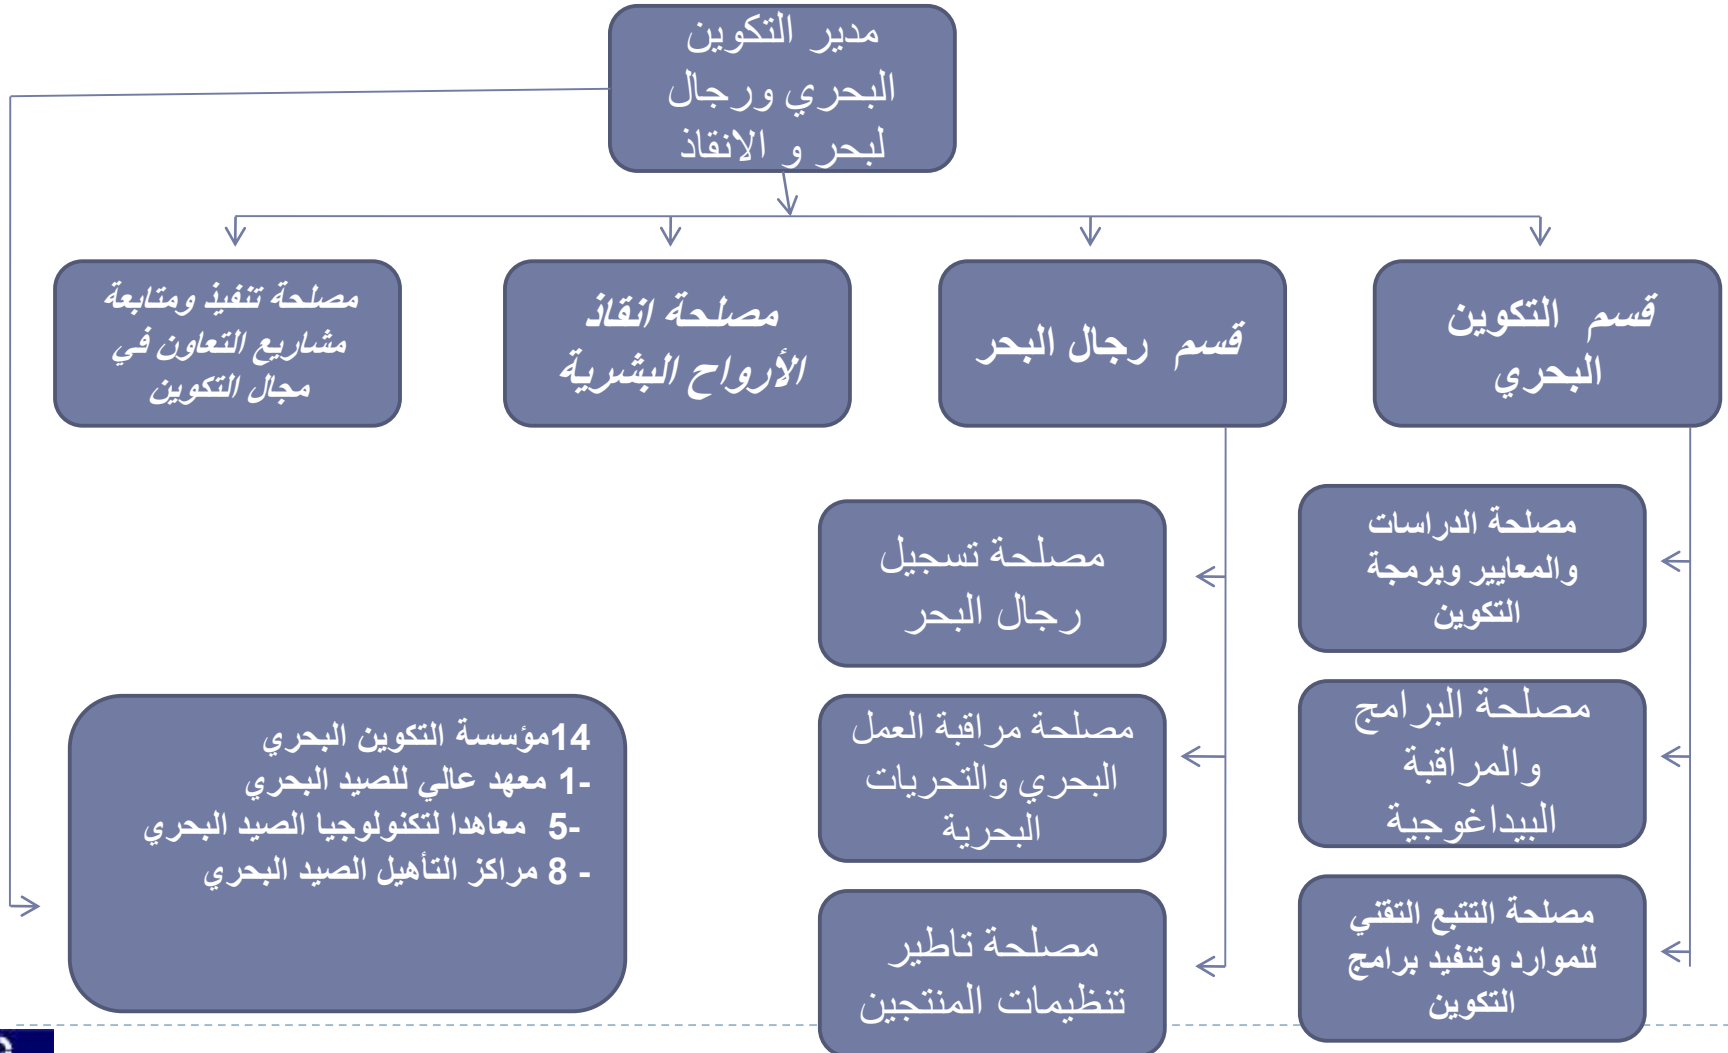 مدير التكوين
البحري ورجال
لبحر و الانقاذ
قسم التكوين
البحري
قسم رجال البحر
مصلحة انقاذ
الأرواح البشرية
مصلحة تنفيذ ومتابعة
مشاريع التعاون في
مجال التكوين
مصلحة الدراسات
والمعايير وبرمجة
التكوين
مصلحة البرامج
والمراقبة
البيداغوجية
مصلحة التتبع التقني
للموارد وتنفيد برامج
التكوين
مصلحة تسجيل
رجال البحر
مصلحة مراقبة العمل
البحري والتحريات
البحرية
مصلحة تاطير
تنظيمات المنتجين
14مؤسسة التكوين البحري
-1 معهد عالي للصيد البحري
-5 معاهدا لتكنولوجيا الصيد البحري
- 8 مراكز التأهيل الصيد البحري